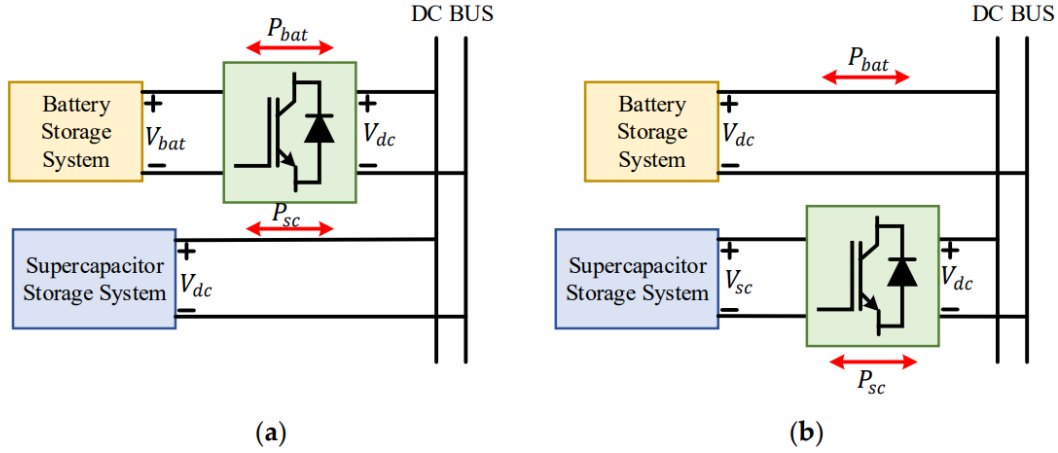 DC BUS
P_bat
Battery
Storage
System
+
V_bat
−
+
V_dc
−
P_sc
Supercapacitor
Storage System
+
V_dc
−
(a)
DC BUS
P_bat
Battery
Storage
System
+
V_dc
−
Supercapacitor
Storage System
+
V_sc
−
+
V_dc
−
P_sc
(b)